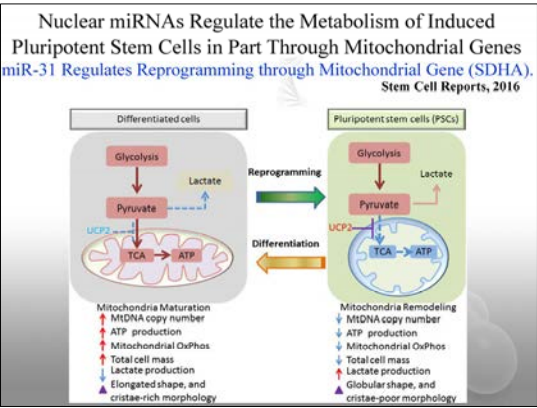 Nuclear miRNAs Regulate the Metabolism of Induced
Pluripotent Stem Cells in Part Through Mitochondrial Genes
miR-31 Regulates Reprogramming through Mitochondrial Gene (SDHA).
Stem Cell Reports, 2016
Differentiated cells
Glycolysis
Lactate
Pyruvate
UCP2
TCA
ATP
Reprogramming
Differentiation
Pluripotent stem cells (PSCs)
Glycolysis
Lactate
Pyruvate
UCP2
TCA
ATP
Mitochondria Maturation
MtDNA copy number
ATP production
Mitochondrial OxPhos
Total cell mass
Lactate production
Elongated shape, and
cristae-rich morphology
Mitochondria Remodeling
MtDNA copy number
ATP production
Mitochondrial OxPhos
Total cell mass
Lactate production
Globular shape, and
cristae-poor morphology